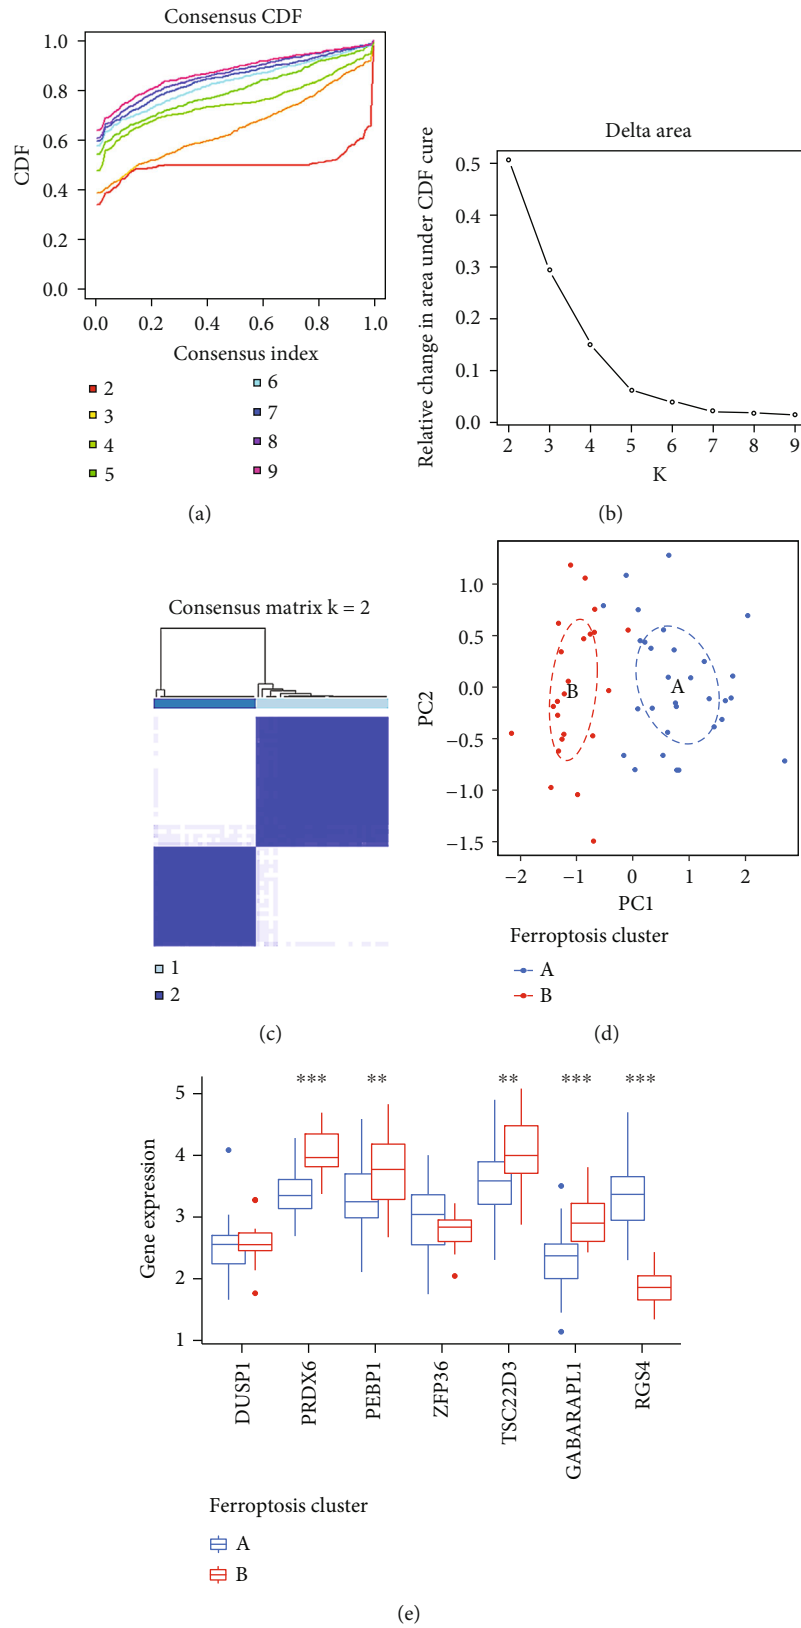 Consensus CDF
CDF
1.0
0.8
0.6
0.4
0.2
0.0
0.0 0.2 0.4 0.6 0.8 1.0
Consensus index
2
3
4
5
6
7
8
9
(a)
Delta area
Relative change in area under CDF cure
0.5
0.4
0.3
0.2
0.1
0.0
2 3 4 5 6 7 8 9
K
(b)
Consensus matrix k = 2
1
2
(c)
PC2
1.0
0.5
0.0
−0.5
−1.0
−1.5
B
A
−2 −1 0 1 2
PC1
Ferroptosis cluster
A
B
(d)
Gene expression
5
4
3
2
1
*** ** ** *** ***
DUSP1
PRDX6
PEBP1
ZFP36
TSC22D3
GABARAPL1
RGS4
Ferroptosis cluster
A
B
(e)